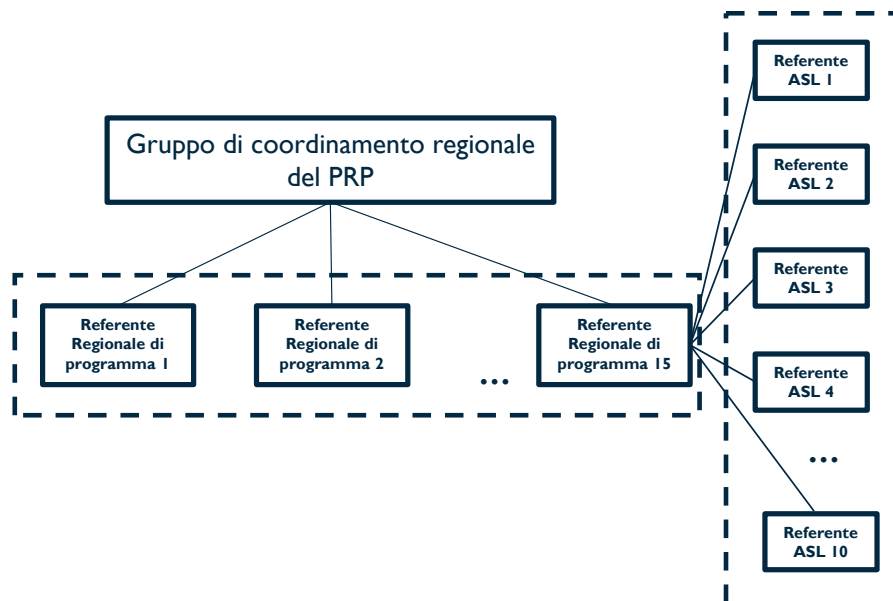 Gruppo di coordinamento regionale
del PRP
Referente
Regionale di
programma 1
Referente
Regionale di
programma 2
...
Referente
Regionale di
programma 15
Referente
ASL 1
Referente
ASL 2
Referente
ASL 3
Referente
ASL 4
...
Referente
ASL 10